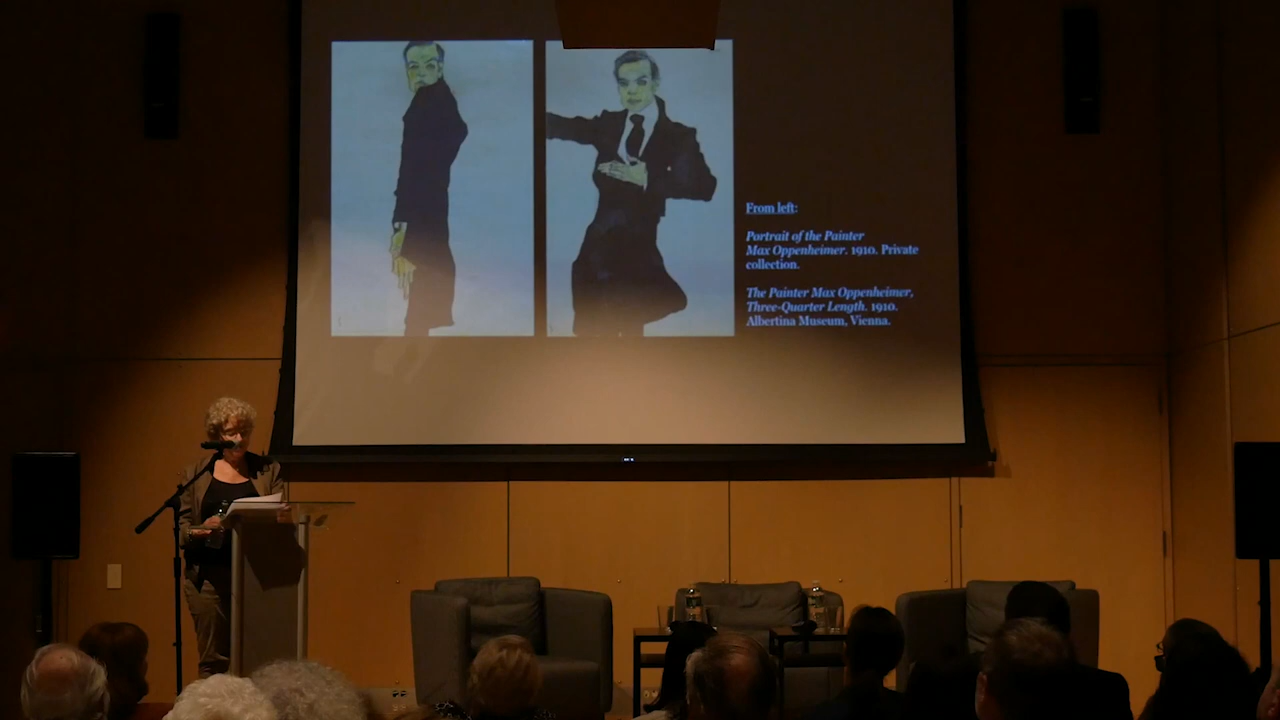 From left:
Portrait of the Painter
Max Oppenheimer. 1910. Private
collection.
The Painter Max Oppenheimer,
Three-Quarter Length. 1910.
Albertina Museum, Vienna.